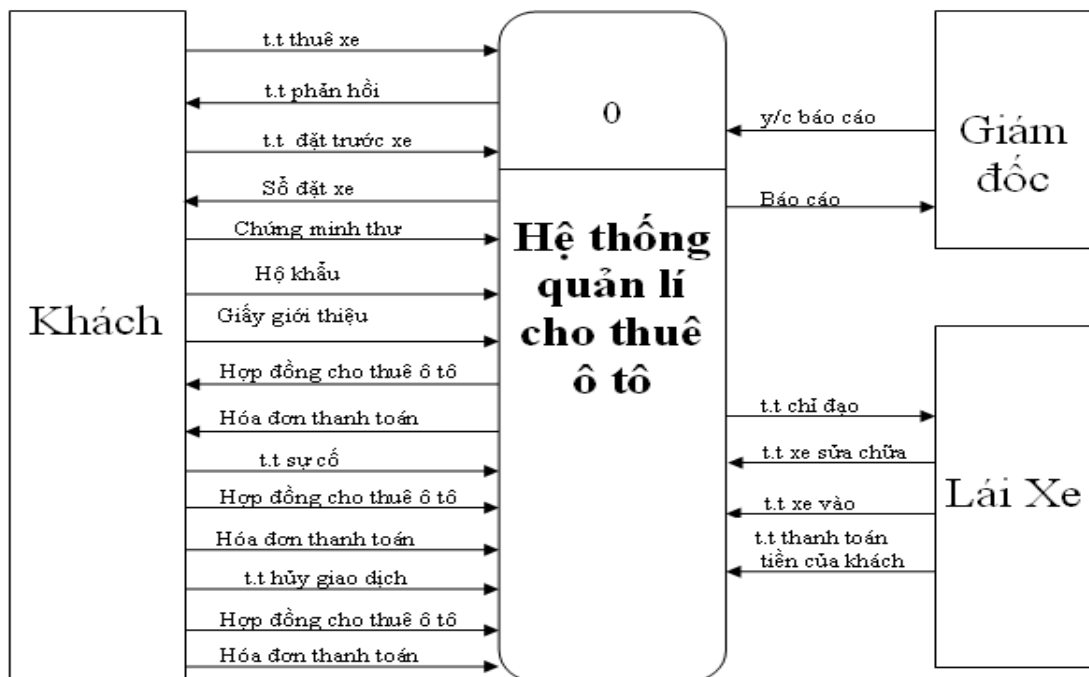 Khách
t.t thuê xe
t.t phản hồi
t.t đặt trước xe
Sổ đặt xe
Chứng minh thư
Hộ khẩu
Giấy giới thiệu
Hợp đồng cho thuê ô tô
Hóa đơn thanh toán
t.t sự cố
Hợp đồng cho thuê ô tô
Hóa đơn thanh toán
t.t hủy giao dịch
Hợp đồng cho thuê ô tô
Hóa đơn thanh toán
0
Hệ thống
quản lí
cho thuê
ô tô
y/c báo cáo
Báo cáo
Giám
đốc
t.t chỉ đạo
t.t xe sửa chữa
t.t xe vào
t.t thanh toán
tiền của khách
Lái Xe